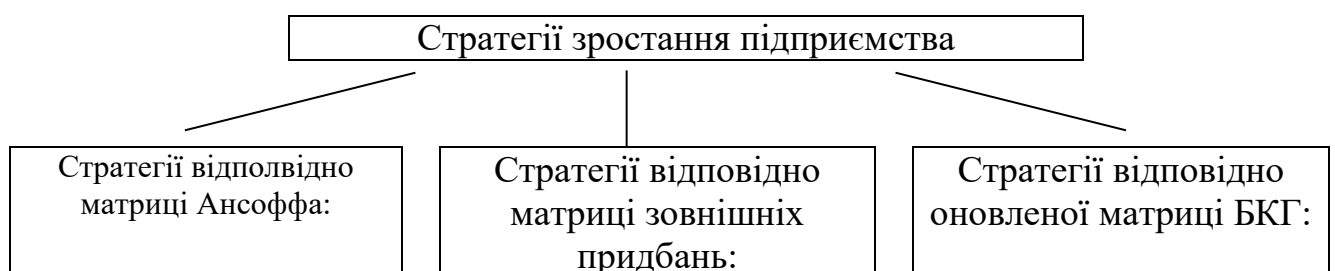 Стратегії зростання підприємства
Стратегії відполвідно
матриці Ансоффа:
Стратегії відповідно
матриці зовнішніх
придбань:
Стратегії відповідно
оновленої матриці БКГ: